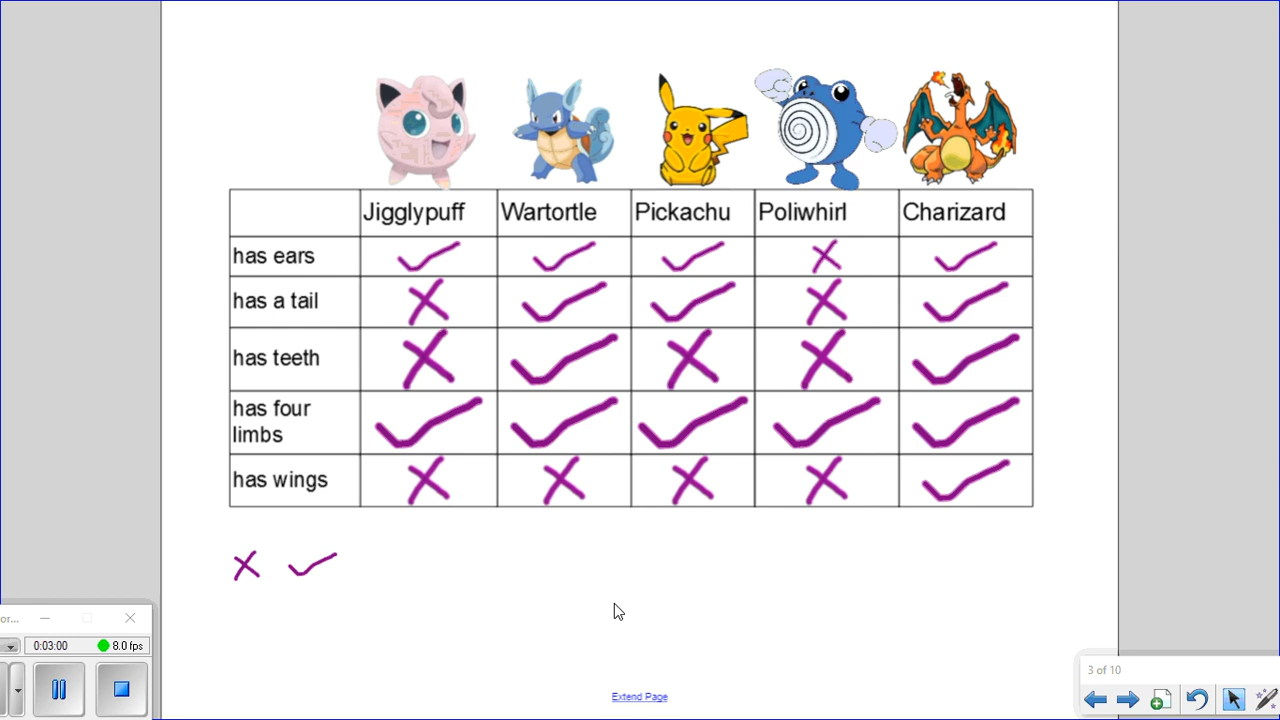 Jigglypuff Wartortle Pickachu Poliwhirl Charizard
has ears
has a tail
has teeth
has four
limbs
has wings
or...
0:03:00 8.0 fps
3 of 10
Extend Page